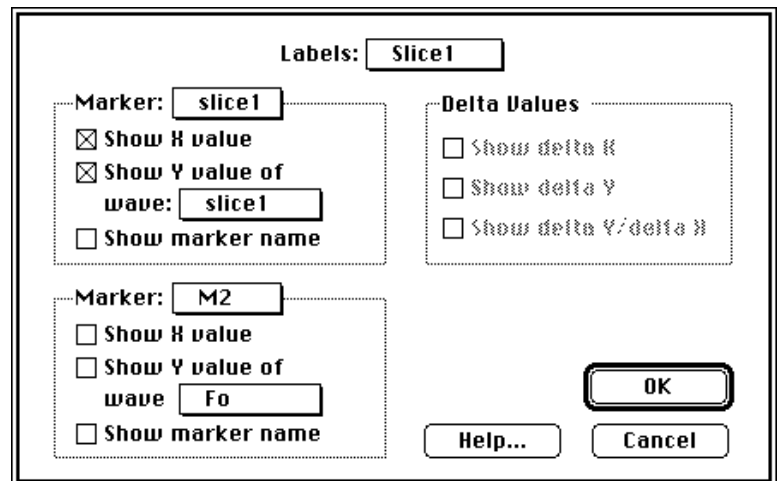 Labels: Slice1
Marker: slice1
Show X value
Show Y value of
wave: slice1
Show marker name
Delta Values
Show delta X
Show delta Y
Show delta Y/delta X
Marker: M2
Show X value
Show Y value of
wave Fo
Show marker name
OK
Help...
Cancel